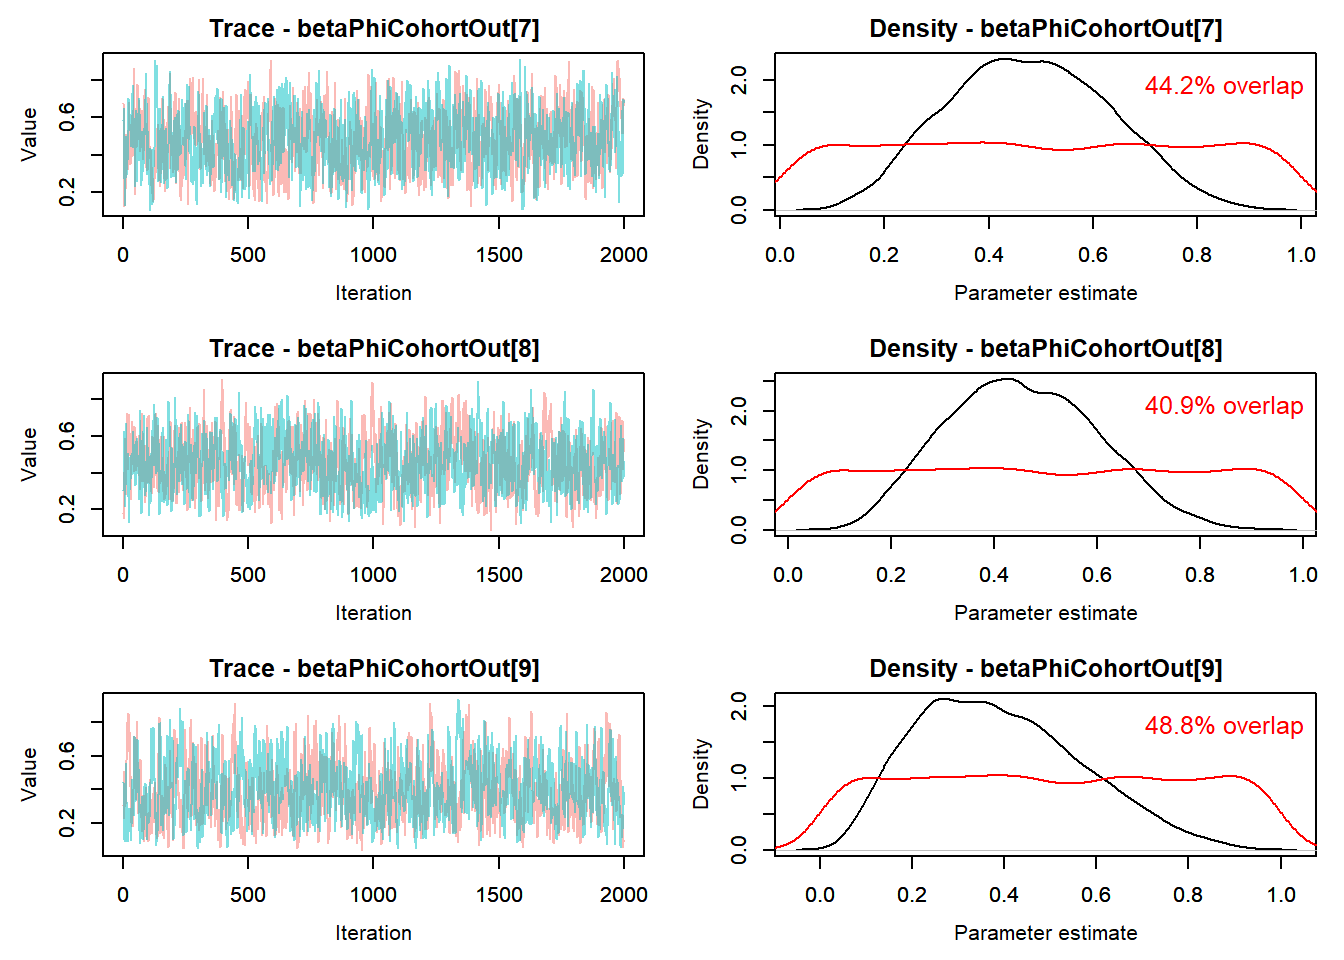 Trace - betaPhiCohortOut[7]
Value
0.2
0.6
0
500
1000
1500
2000
Iteration
Density - betaPhiCohortOut[7]
44.2% overlap
Density
0.0
1.0
2.0
0.0
0.2
0.4
0.6
0.8
1.0
Parameter estimate
Trace - betaPhiCohortOut[8]
Value
0.2
0.6
0
500
1000
1500
2000
Iteration
Density - betaPhiCohortOut[8]
40.9% overlap
Density
0.0
1.0
2.0
0.0
0.2
0.4
0.6
0.8
1.0
Parameter estimate
Trace - betaPhiCohortOut[9]
Value
0.2
0.6
0
500
1000
1500
2000
Iteration
Density - betaPhiCohortOut[9]
48.8% overlap
Density
0.0
1.0
2.0
0.0
0.2
0.4
0.6
0.8
1.0
Parameter estimate